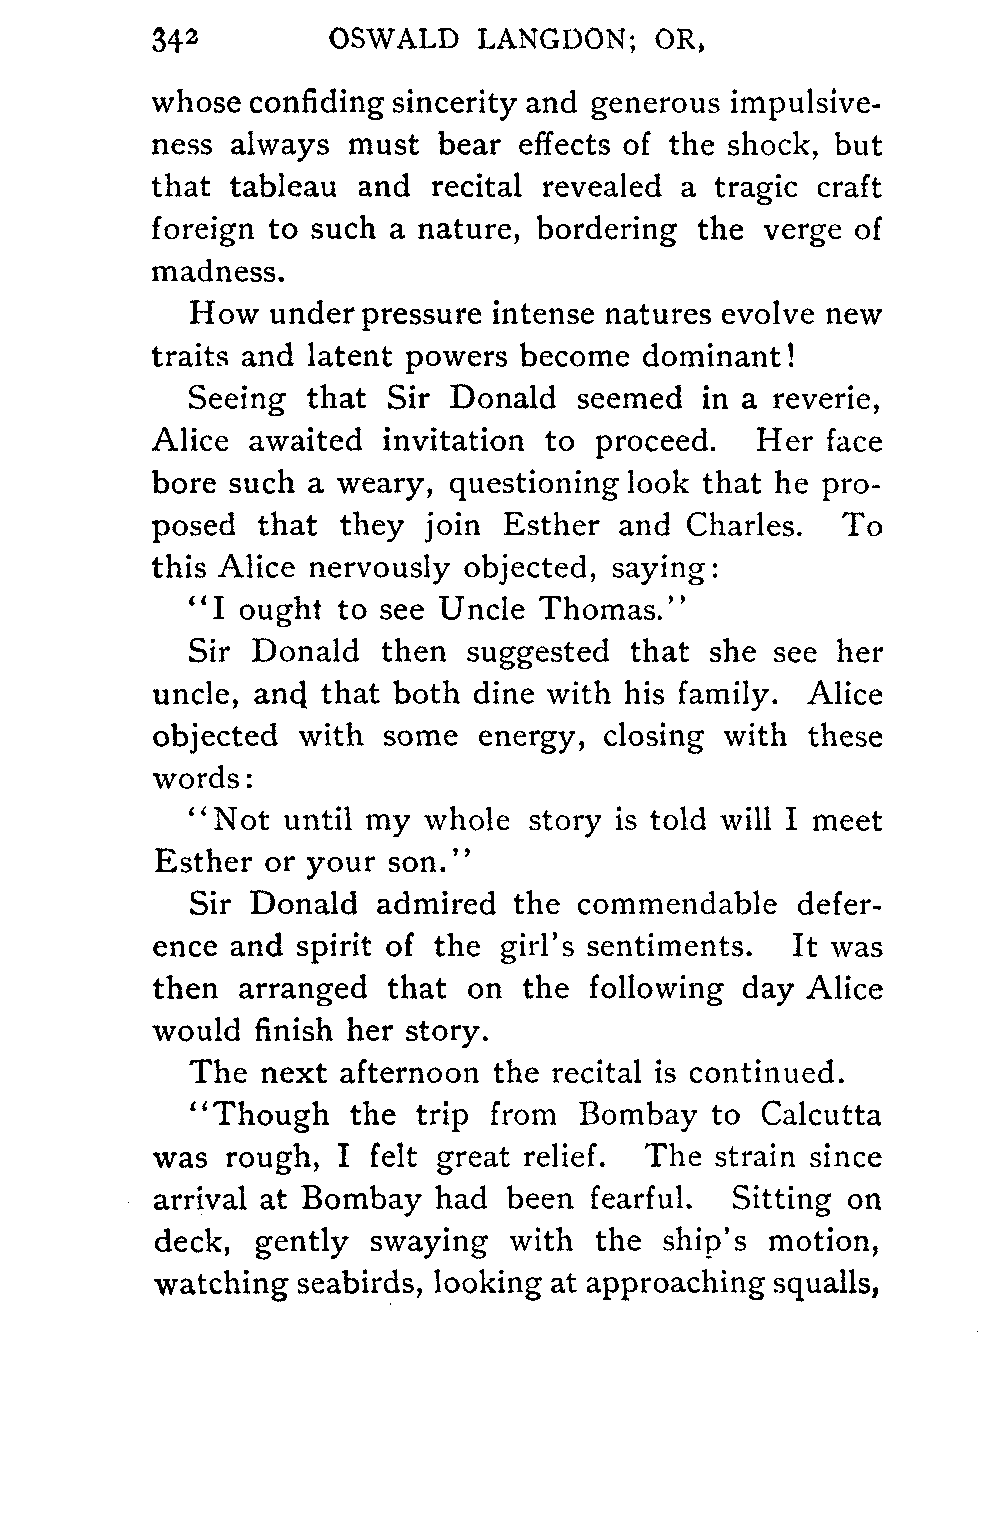 342 OSWALD LANGDON; OR,
whose confiding sincerity and generous impulsive-
ness always must bear effects of the shock, but
that tableau and recital revealed a tragic craft
foreign to such a nature, bordering the verge of
madness.
How under pressure intense natures evolve new
traits and latent powers become dominant!
Seeing that Sir Donald seemed in a reverie,
Alice awaited invitation to proceed. Her face
bore such a weary, questioning look that he pro-
posed that they join Esther and Charles. To
this Alice nervously objected, saying:
"I ought to see Uncle Thomas."
Sir Donald then suggested that she see her
uncle, and that both dine with his family. Alice
objected with some energy, closing with these
words:
"Not until my whole story is told will I meet
Esther or your son."
Sir Donald admired the commendable defer-
ence and spirit of the girl's sentiments. It was
then arranged that on the following day Alice
would finish her story.
The next afternoon the recital is continued.
"Though the trip from Bombay to Calcutta
was rough, I felt great relief. The strain since
arrival at Bombay had been fearful. Sitting on
deck, gently swaying with the ship's motion,
watching seabirds, looking at approaching squalls,